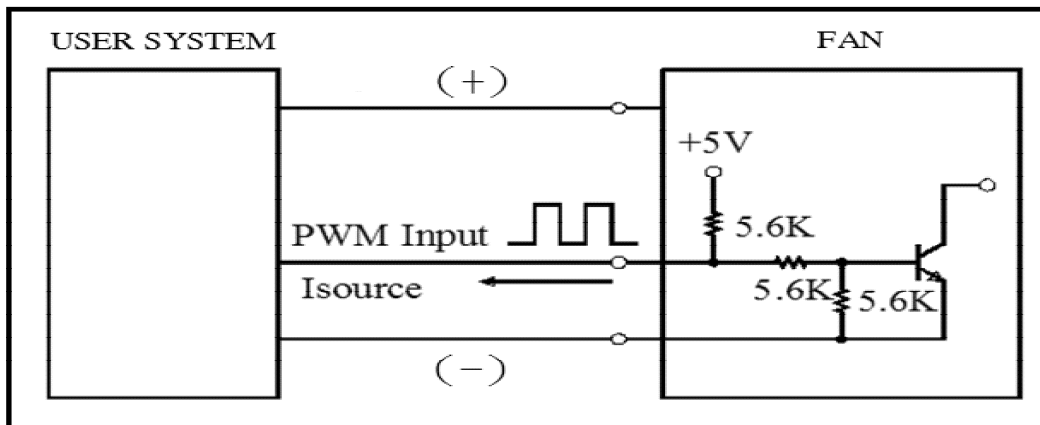 USER SYSTEM
FAN
(+)
+5V
5.6K
PWM Input
Isource
5.6K
5.6K
(-)